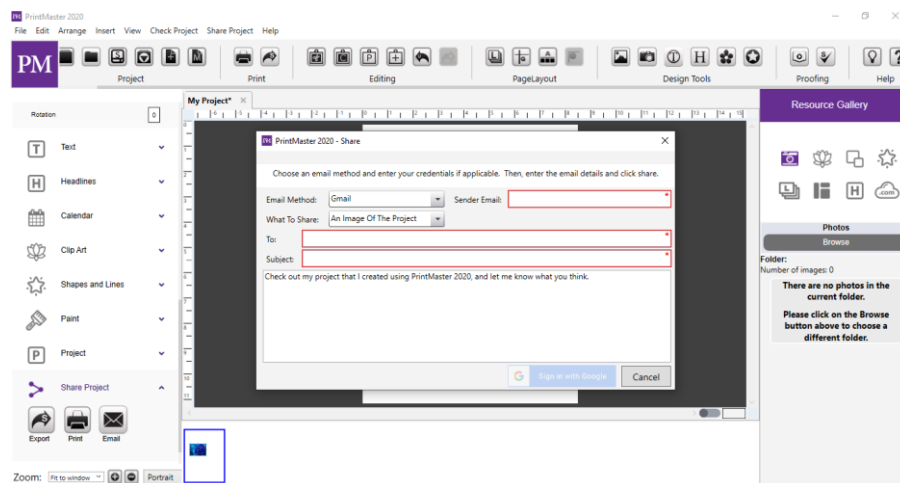 PrintMaster 2020
File Edit Arrange Insert View Check Project Share Project Help
PM
Project Print Editing PageLayout Design Tools Proofing Help
My Project*
Resource Gallery
Rotation 0
Text
Headlines
Calendar
Clip Art
Shapes and Lines
Paint
Project
Share Project
Export Print Email
Zoom: Fit to window Portrait
PrintMaster 2020 - Share
Choose an email method and enter your credentials if applicable. Then, enter the email details and click share.
Email Method: Gmail Sender Email: *
What To Share: An Image Of The Project
To: *
Subject: *
Check out my project that I created using PrintMaster 2020, and let me know what you think.
Sign in with Google Cancel
.com
Photos
Browse
Folder:
Number of images: 0
There are no photos in the
current folder.
Please click on the Browse
button above to choose a
different folder.